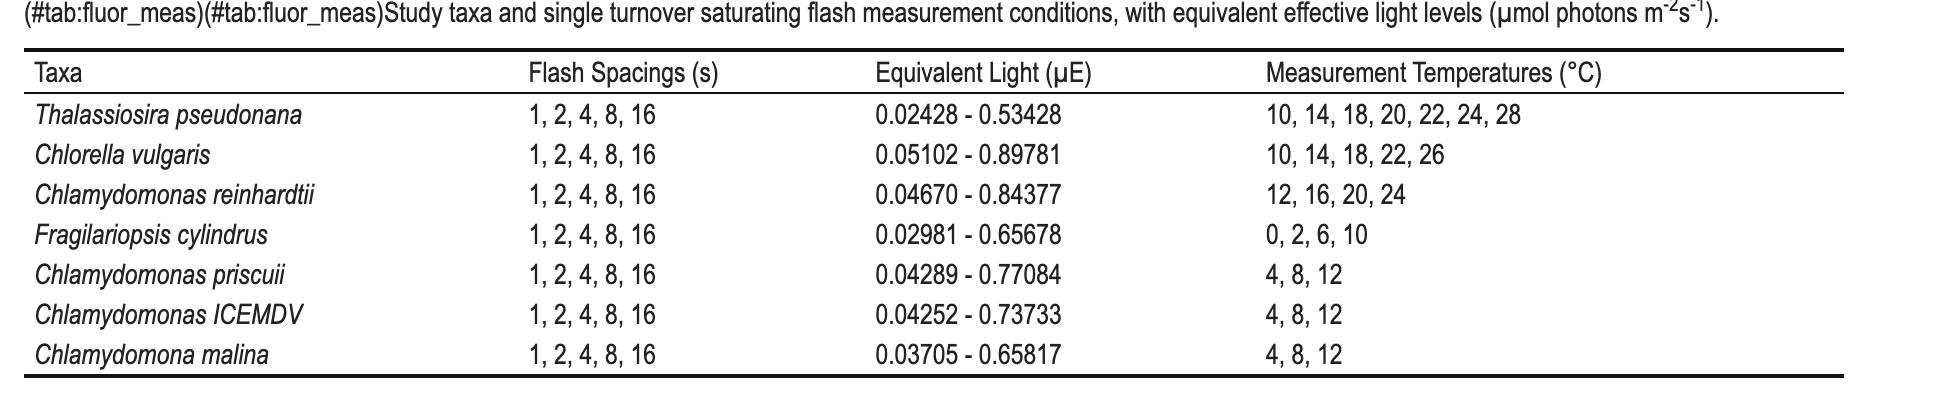 (#tab:fluor_meas)(#tab:fluor_meas)Study taxa and single turnover saturating flash measurement conditions, with equivalent effective light levels (µmol photons m⁻²s⁻¹).
Taxa Flash Spacings (s) Equivalent Light (µE) Measurement Temperatures (°C)
Thalassiosira pseudonana 1, 2, 4, 8, 16 0.02428 - 0.53428 10, 14, 18, 20, 22, 24, 28
Chlorella vulgaris 1, 2, 4, 8, 16 0.05102 - 0.89781 10, 14, 18, 22, 26
Chlamydomonas reinhardtii 1, 2, 4, 8, 16 0.04670 - 0.84377 12, 16, 20, 24
Fragilariopsis cylindrus 1, 2, 4, 8, 16 0.02981 - 0.65678 0, 2, 6, 10
Chlamydomonas priscuii 1, 2, 4, 8, 16 0.04289 - 0.77084 4, 8, 12
Chlamydomonas ICEMDV 1, 2, 4, 8, 16 0.04252 - 0.73733 4, 8, 12
Chlamydomona malina 1, 2, 4, 8, 16 0.03705 - 0.65817 4, 8, 12